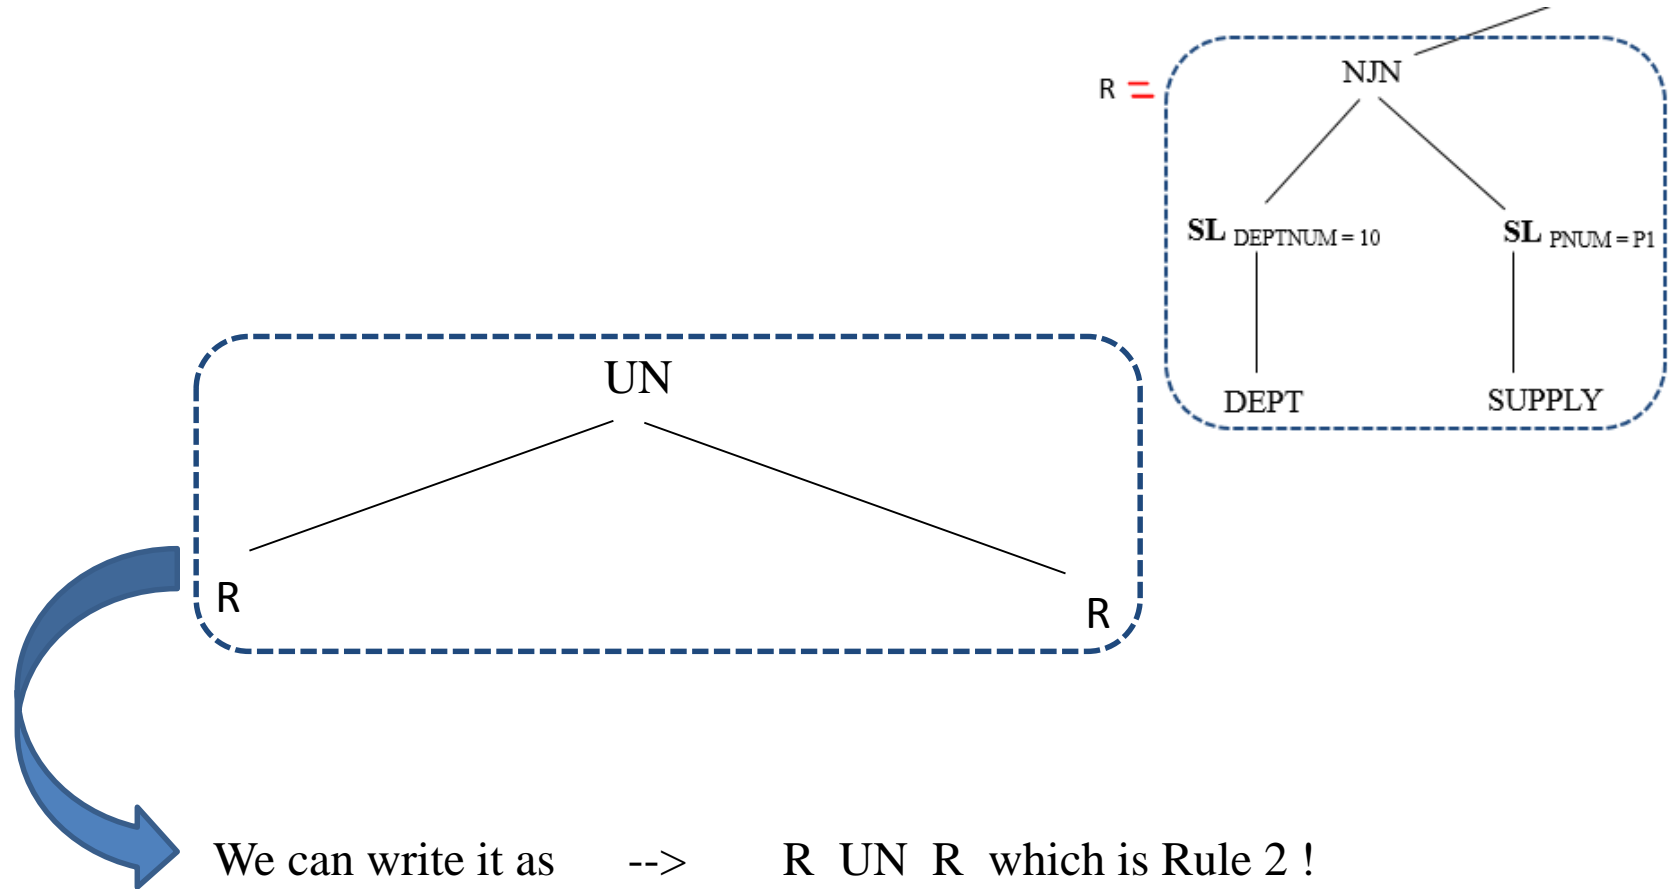 NJN
R =
SL DEPTNUM = 10
SL PNUM = P1
DEPT
SUPPLY
UN
R
R
We can write it as --> R UN R which is Rule 2 !